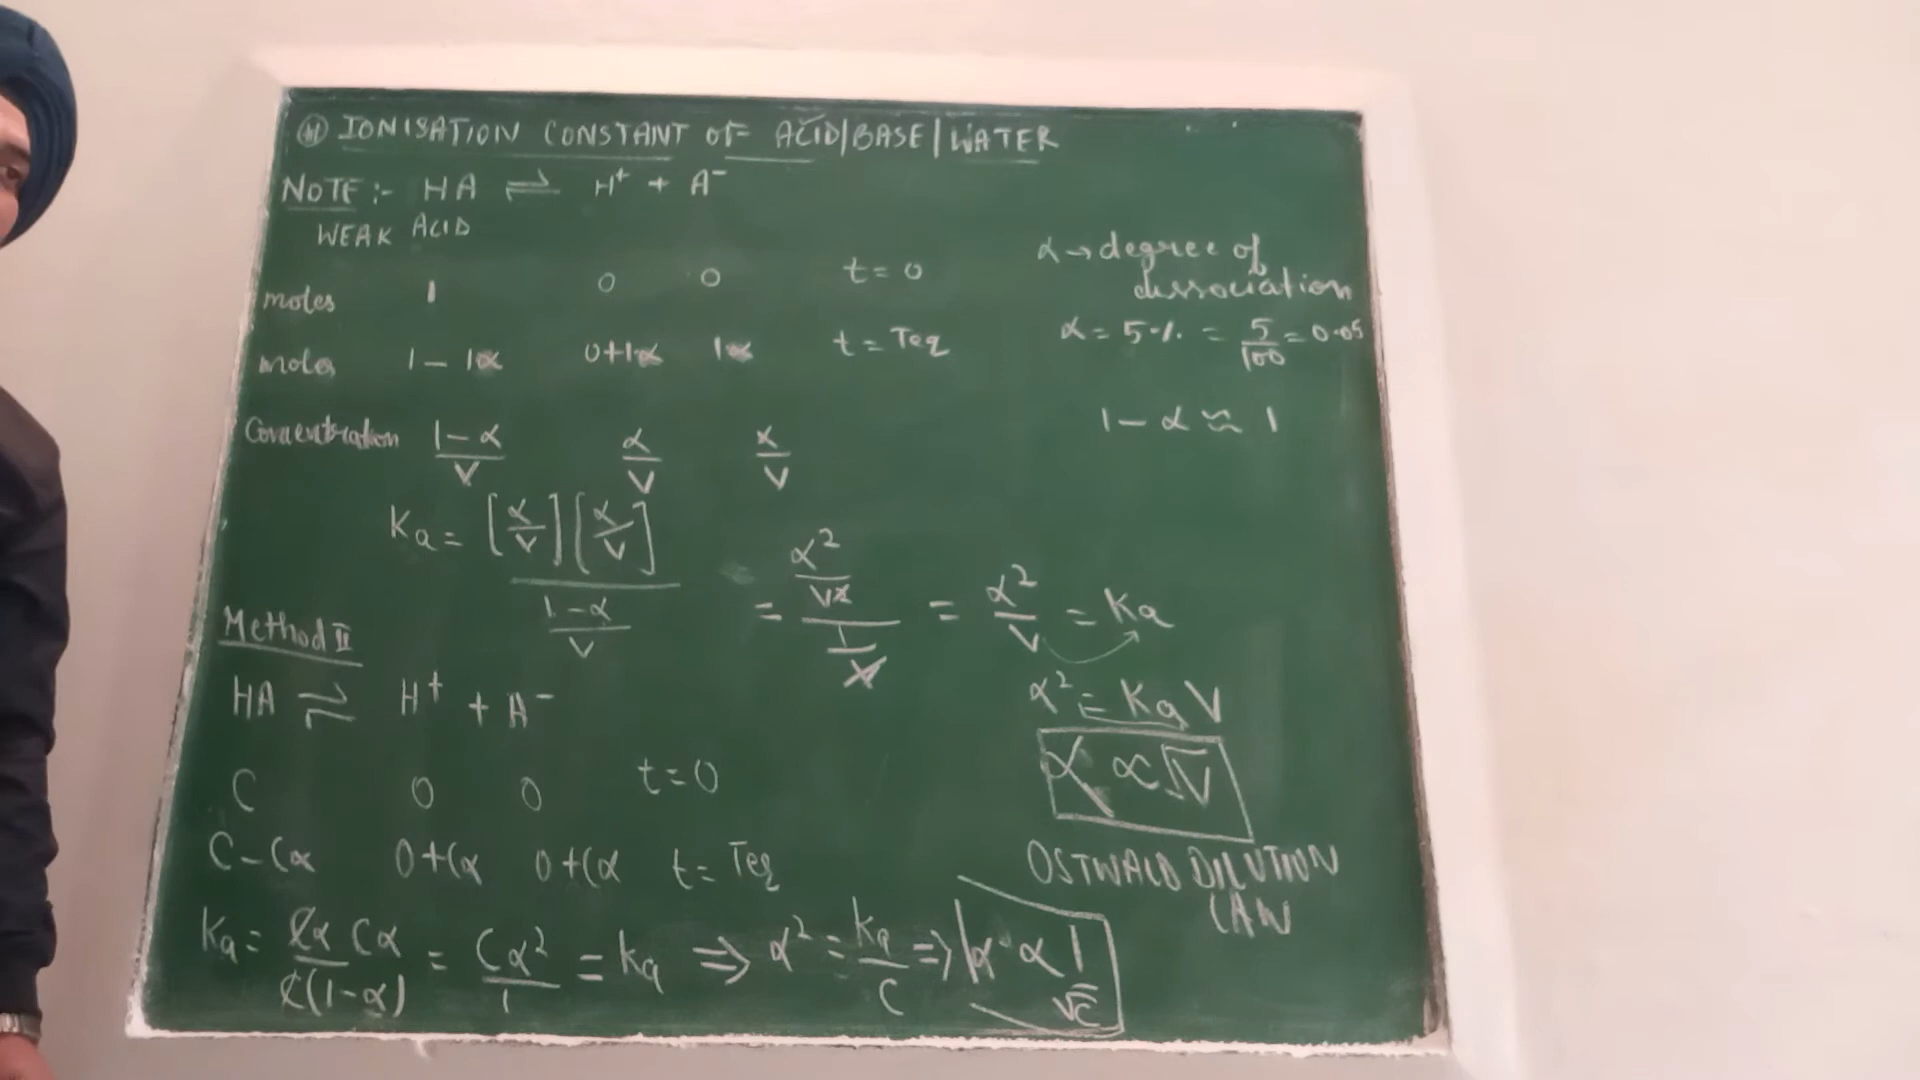 (11) IONISATION CONSTANT OF ACID/BASE/WATER
NOTE :- HA ⇌ H⁺ + A⁻
WEAK ACID
moles 1 0 0 t = 0
moles 1 – 1α 0+1α 1α t = Teq
Concentration 1–α/V α/V α/V
α → degree of dissociation
α = 5% = 5/100 = 0.05
1 – α ≈ 1
Ka = [α/V][α/V] / (1–α/V) = (α²/V²)/(1/V) = α²/V = Ka
α² = Ka V
α ∝ √V
OSTWALD DILUTION
LAW
Method II
HA ⇌ H⁺ + A⁻
C 0 0 t=0
C–Cα 0+Cα 0+Cα t = Teq
Ka = Cα Cα / C(1–α) = Cα²/1 = Ka ⇒ α² = Ka/C ⇒ α ∝ 1/√C